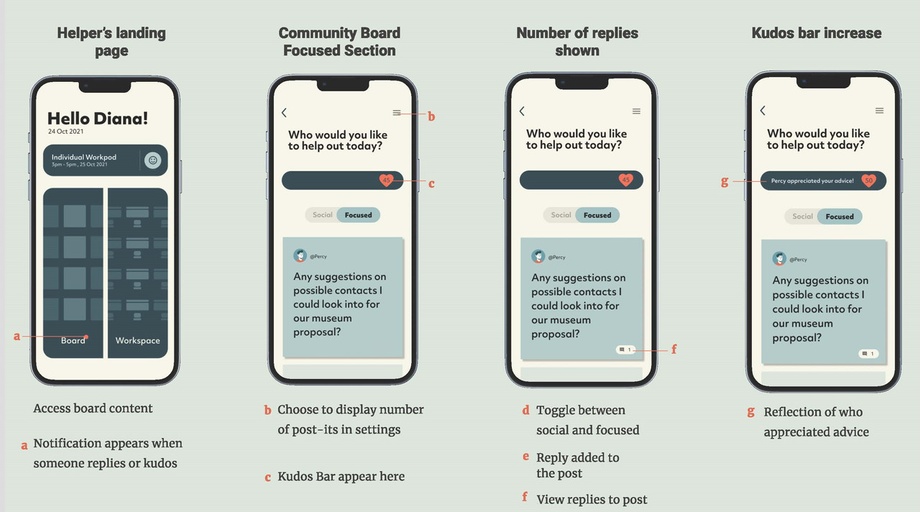 Helper's landing
page
Hello Diana!
24 Oct 2021
Individual Workpod
5pm - 5pm , 25 Oct 2021
a
Board
Workspace
Access board content
a Notification appears when
someone replies or kudos
Community Board
Focused Section
b
Who would you like
to help out today?
45
c
Social
Focused
@Percy
Any suggestions on
possible contacts I
could look into for
our museum
proposal?
b Choose to display number
of post-its in settings
c Kudos Bar appear here
Number of replies
shown
Who would you like
to help out today?
45
Social
Focused
@Percy
Any suggestions on
possible contacts I
could look into for
our museum
proposal?
1
f
d Toggle between
social and focused
e Reply added to
the post
f View replies to post
Kudos bar increase
Who would you like
to help out today?
g
Percy appreciated your advice!
50
Social
Focused
@Percy
Any suggestions on
possible contacts I
could look into for
our museum
proposal?
1
g Reflection of who
appreciated advice